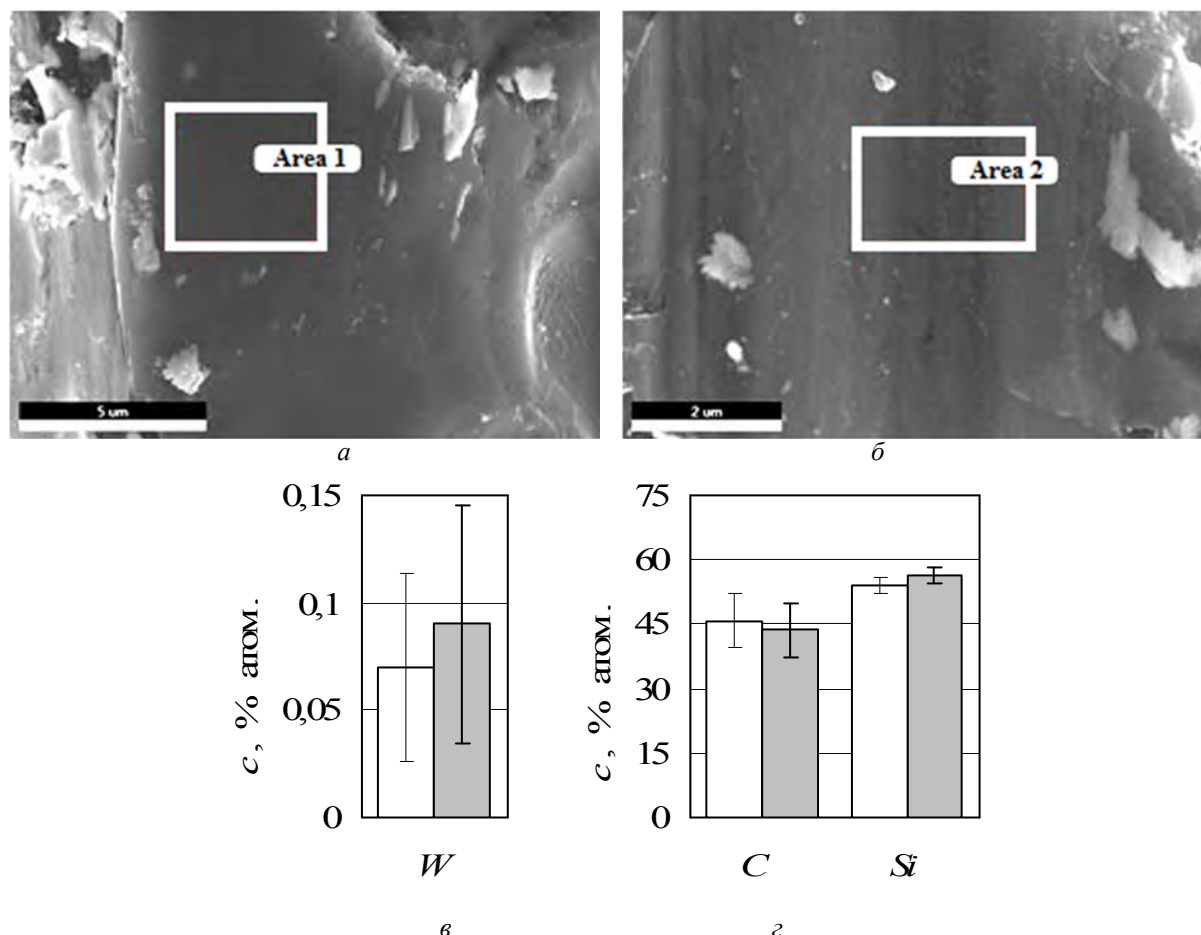 Area 1
5 um
Area 2
2 um
а
б
с, % атом.
0,15
0,1
0,05
0
W
с, % атом.
75
60
45
30
15
0
C
Si
в
г